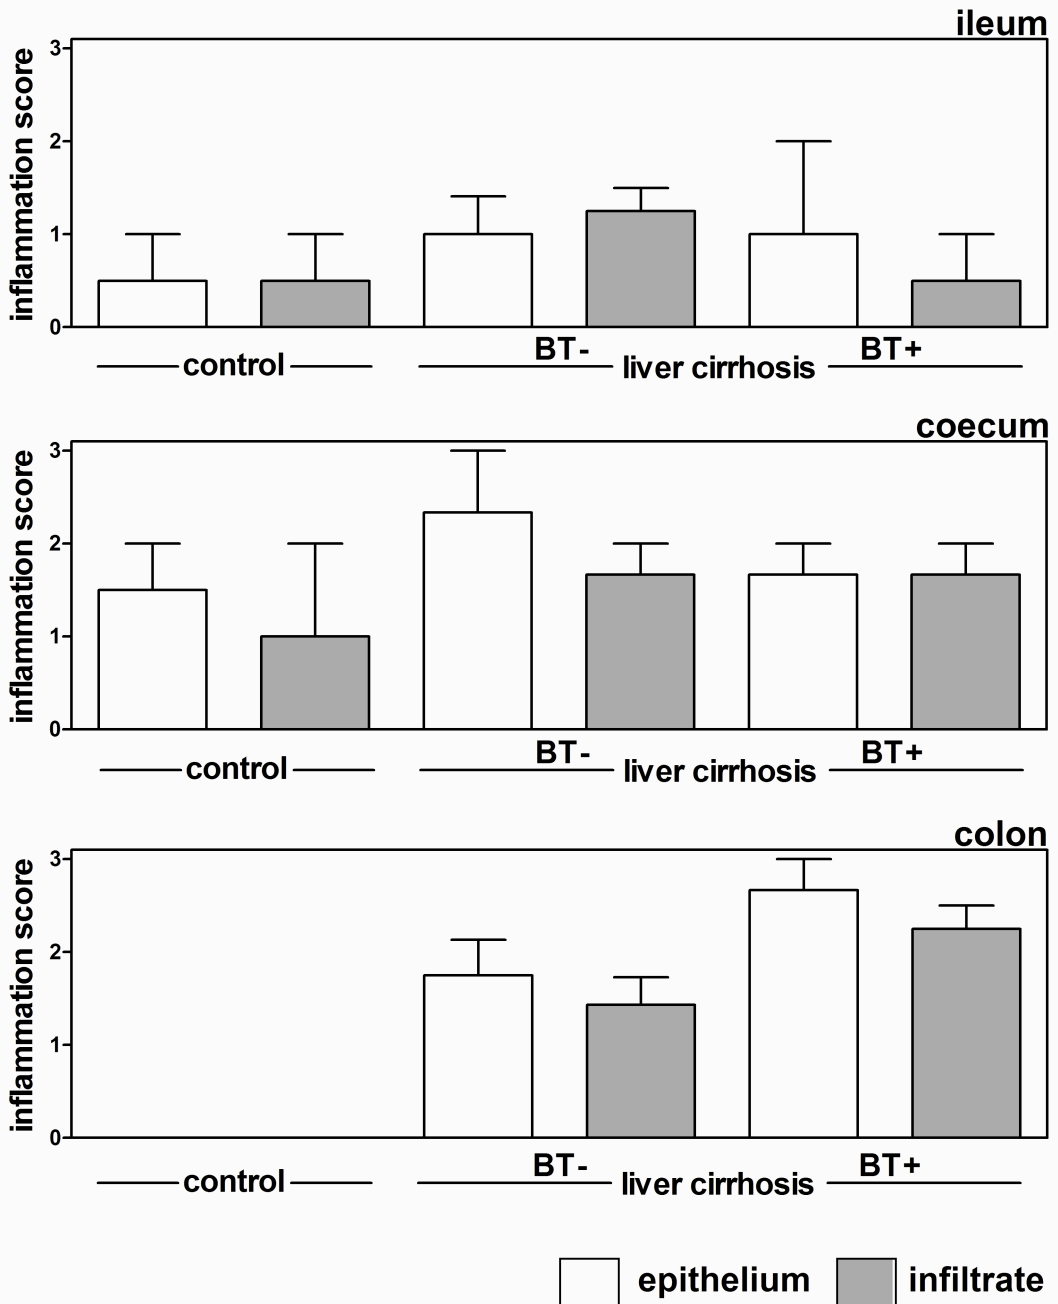 ileum
inflammation score
3
2
1
0
BT- BT+
control liver cirrhosis
coecum
inflammation score
3
2
1
0
BT- BT+
control liver cirrhosis
colon
inflammation score
3
2
1
0
BT- BT+
control liver cirrhosis
epithelium infiltrate